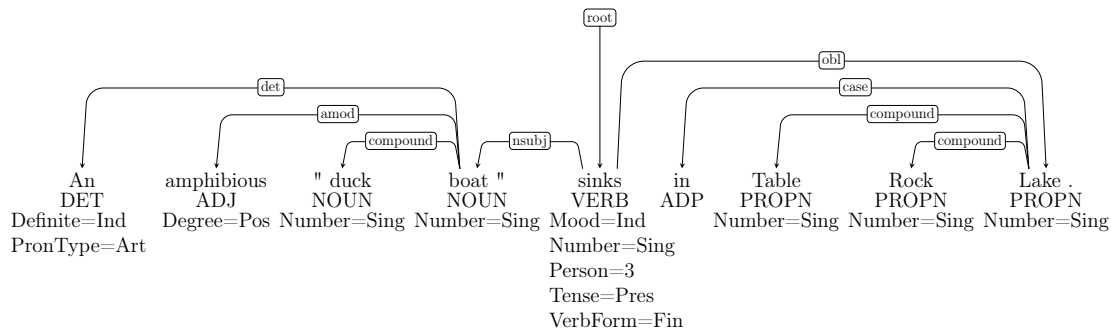 root
obl
det case
amod compound
compound nsubj compound
An amphibious " duck boat " sinks in Table Rock Lake .
DET ADJ NOUN NOUN VERB ADP PROPN PROPN PROPN
Definite=Ind Degree=Pos Number=Sing Number=Sing Mood=Ind Number=Sing Number=Sing Number=Sing
PronType=Art Number=Sing
Person=3
Tense=Pres
VerbForm=Fin